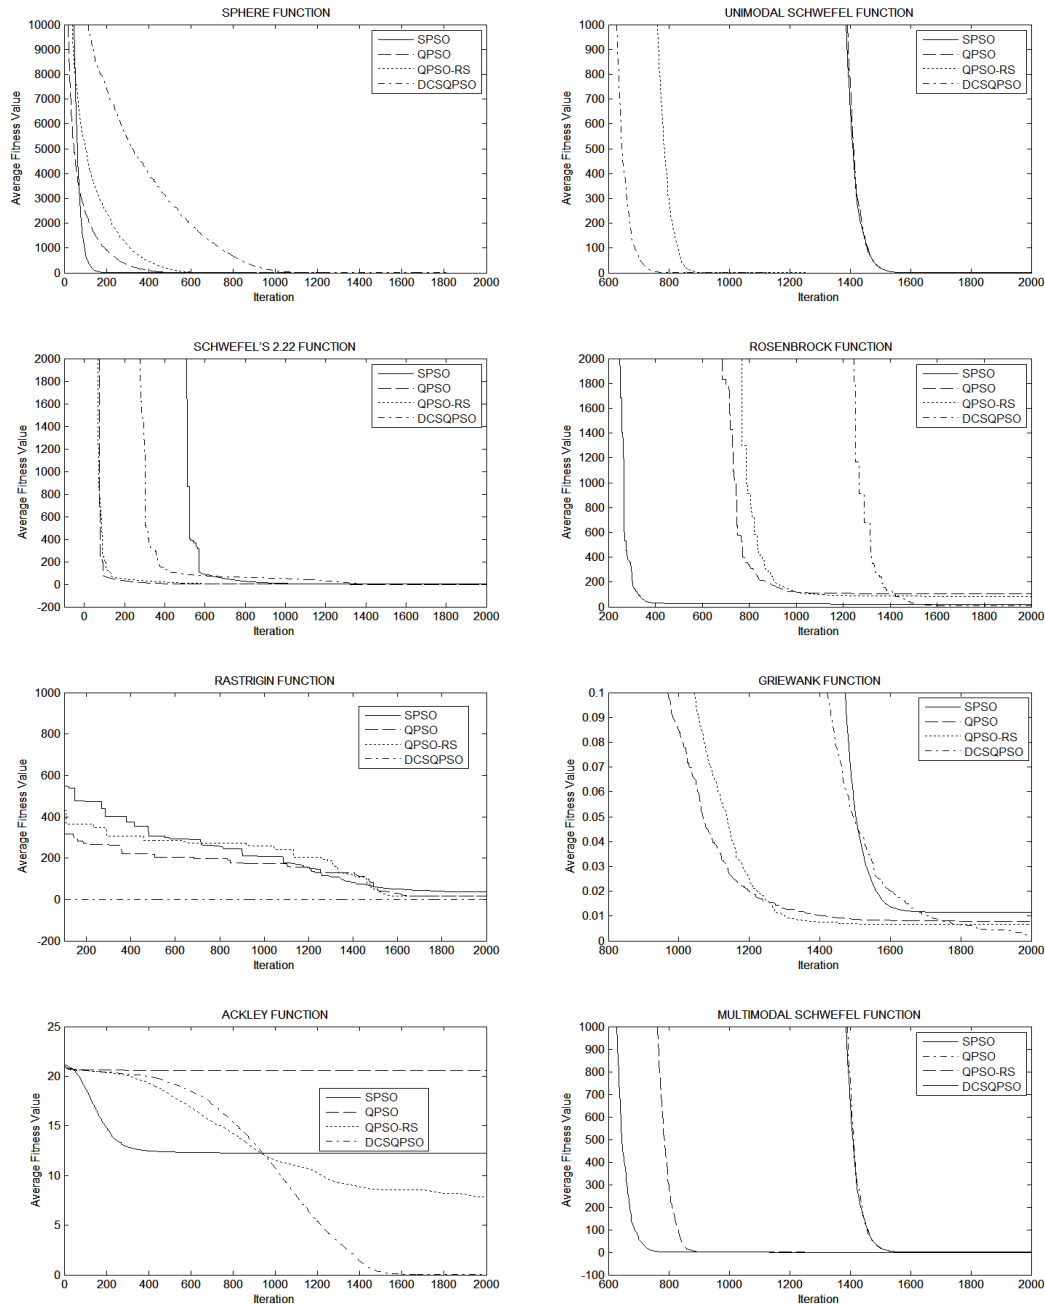 SPHERE FUNCTION
10000
9000
8000
7000
6000
5000
4000
3000
2000
1000
0
Average Fitness Value
SPSO
QPSO
QPSO-RS
DCSQPSO
0 200 400 600 800 1000 1200 1400 1600 1800 2000
Iteration
UNIMODAL SCHWEFEL FUNCTION
1000
900
800
700
600
500
400
300
200
100
0
Average Fitness Value
SPSO
QPSO
QPSO-RS
DCSQPSO
600 800 1000 1200 1400 1600 1800 2000
Iteration
SCHWEFEL'S 2.22 FUNCTION
2000
1800
1600
1400
1200
1000
800
600
400
200
0
-200
Average Fitness Value
SPSO
QPSO
QPSO-RS
DCSQPSO
0 200 400 600 800 1000 1200 1400 1600 1800 2000
Iteration
ROSENBROCK FUNCTION
2000
1800
1600
1400
1200
1000
800
600
400
200
0
Average Fitness Value
SPSO
QPSO
QPSO-RS
DCSQPSO
200 400 600 800 1000 1200 1400 1600 1800 2000
Iteration
RASTRIGIN FUNCTION
1000
800
600
400
200
0
-200
Average Fitness Value
SPSO
QPSO
QPSO-RS
DCSQPSO
200 400 600 800 1000 1200 1400 1600 1800 2000
Iteration
GRIEWANK FUNCTION
0.1
0.09
0.08
0.07
0.06
0.05
0.04
0.03
0.02
0.01
0
Average Fitness Value
SPSO
QPSO
QPSO-RS
DCSQPSO
800 1000 1200 1400 1600 1800 2000
Iteration
ACKLEY FUNCTION
25
20
15
10
5
0
Average Fitness Value
SPSO
QPSO
QPSO-RS
DCSQPSO
0 200 400 600 800 1000 1200 1400 1600 1800 2000
Iteration
MULTIMODAL SCHWEFEL FUNCTION
1000
900
800
700
600
500
400
300
200
100
0
-100
Average Fitness Value
SPSO
QPSO
QPSO-RS
DCSQPSO
600 800 1000 1200 1400 1600 1800 2000
Iteration